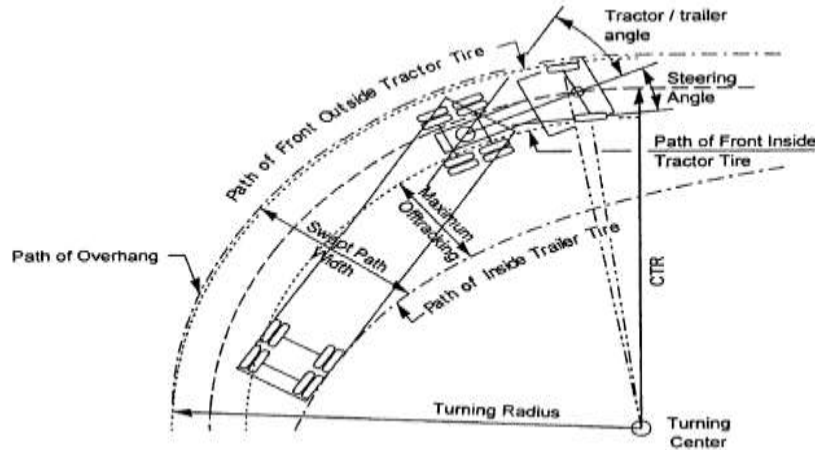 Tractor / trailer
angle
Path of Front Outside Tractor Tire
Steering
Angle
Path of Front Inside
Tractor Tire
Maximum
Offtracking
Swept Path
Width
Path of Overhang
Path of Inside Trailer Tire
CTR
Turning Radius
Turning
Center